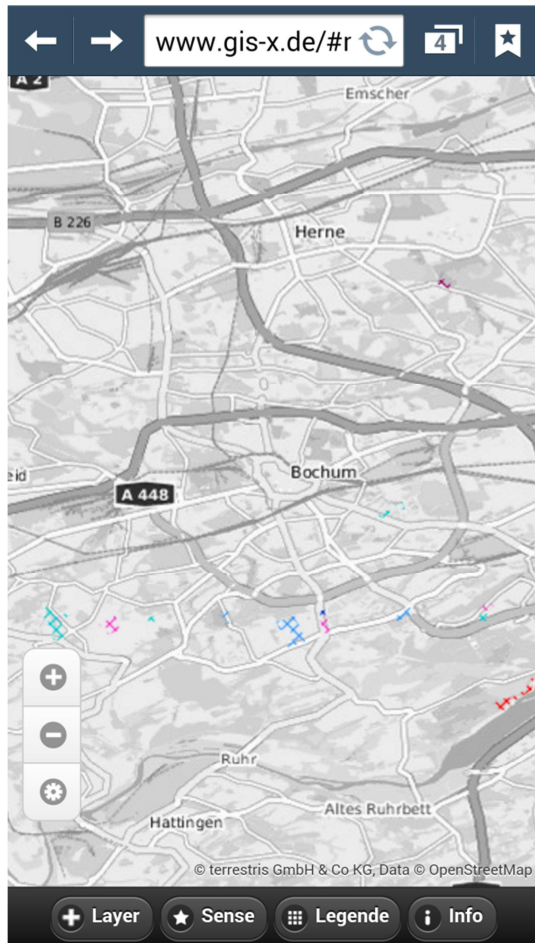 www.gis-x.de/#r
4
A 2
Emscher
B 226
Herne
Bochum
eid
A 448
Ruhr
Altes Ruhrbett
Hattingen
© terrestris GmbH & Co KG, Data © OpenStreetMap
Layer
Sense
Legende
Info